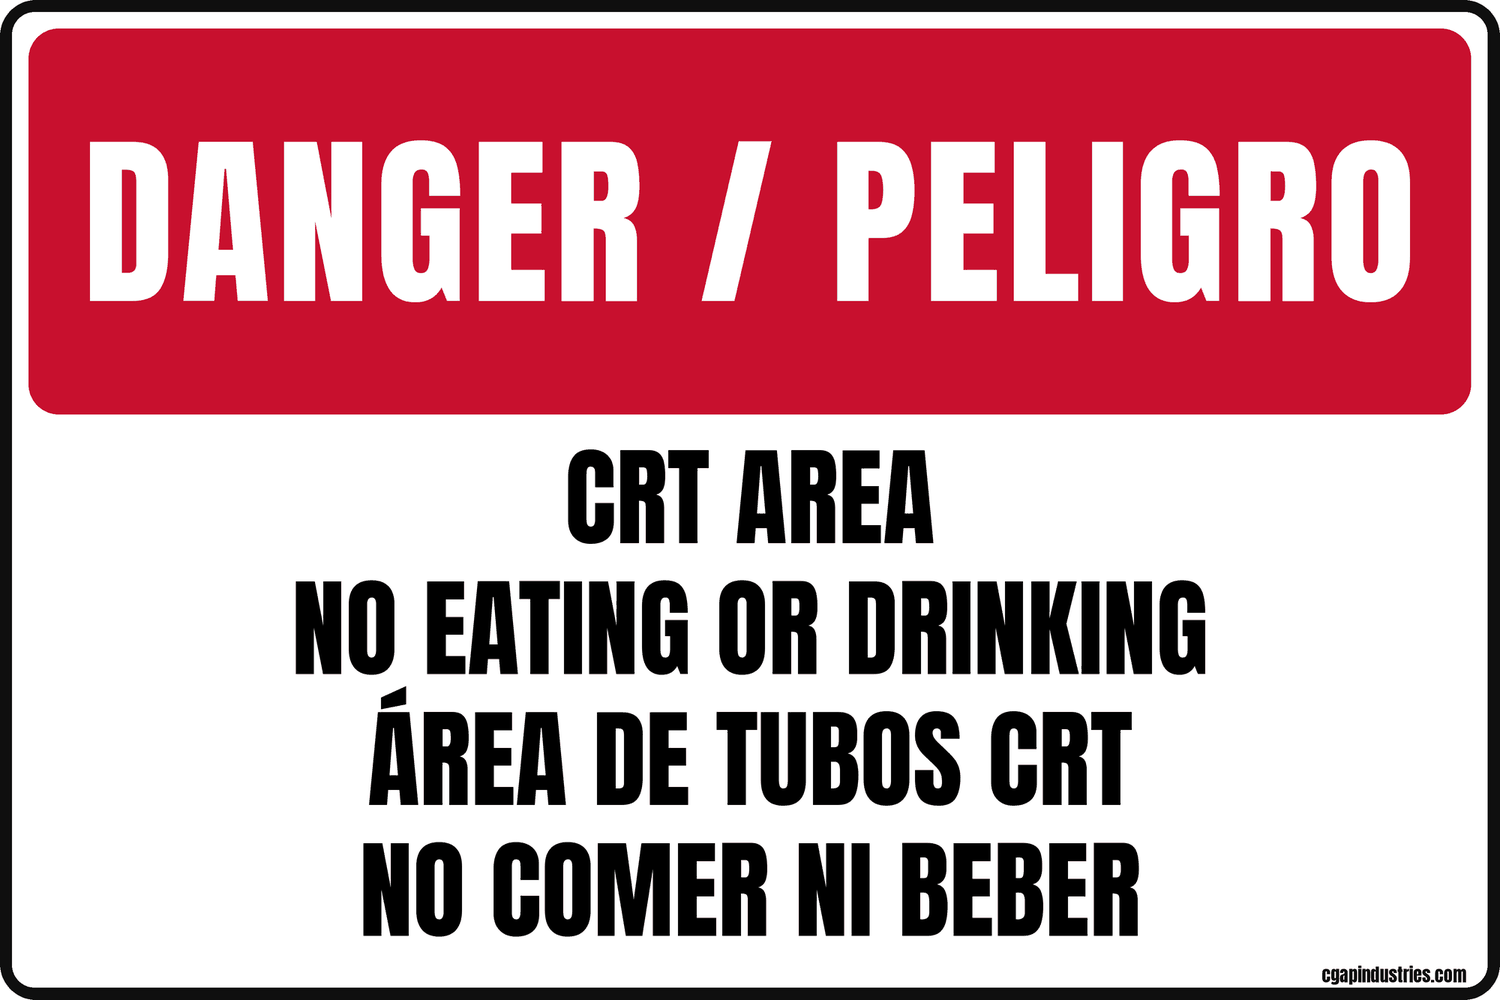 DANGER / PELIGRO
CRT AREA
NO EATING OR DRINKING
ÁREA DE TUBOS CRT
NO COMER NI BEBER
cgapindustries.com